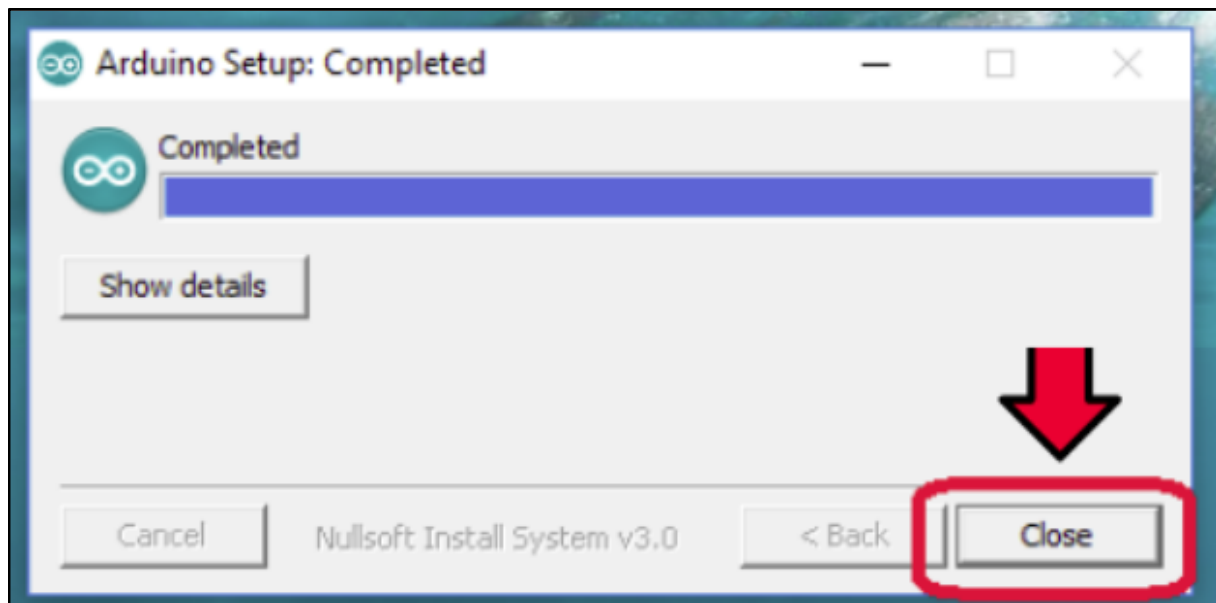 Arduino Setup: Completed
Completed
Show details
Cancel
Nullsoft Install System v3.0
< Back
Close